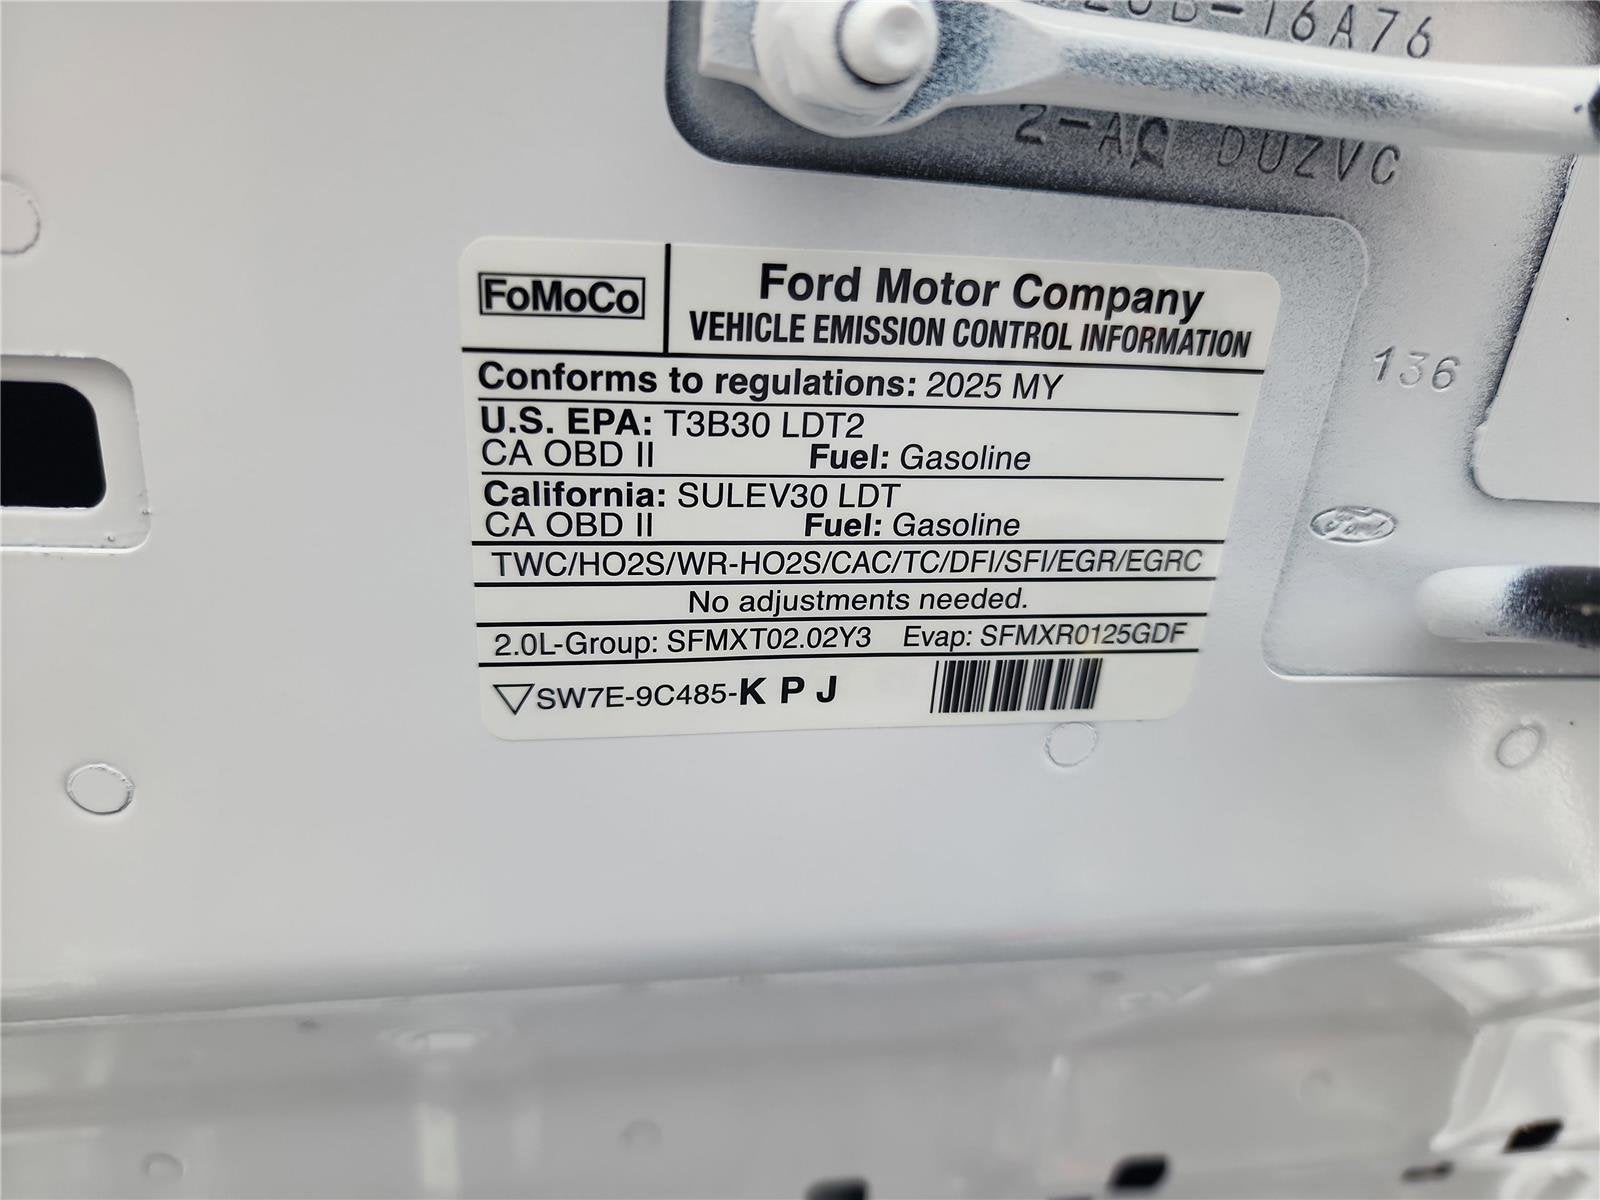 -16A76
2-AQ DUZVC
FoMoCo
Ford Motor Company
VEHICLE EMISSION CONTROL INFORMATION
Conforms to regulations: 2025 MY
U.S. EPA: T3B30 LDT2
CA OBD II Fuel: Gasoline
California: SULEV30 LDT
CA OBD II Fuel: Gasoline
TWC/HO2S/WR-HO2S/CAC/TC/DFI/SFI/EGR/EGRC
No adjustments needed.
2.0L-Group: SFMXT02.02Y3 Evap: SFMXR0125GDF
SW7E-9C485-K P J
136
Ford